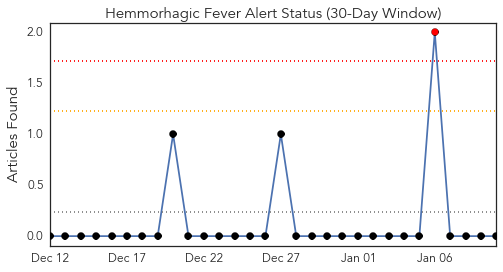 Hemmorhagic Fever Alert Status (30-Day Window)
Articles Found
2.0
1.5
1.0
0.5
0.0
Dec 12 Dec 17 Dec 22 Dec 27 Jan 01 Jan 06